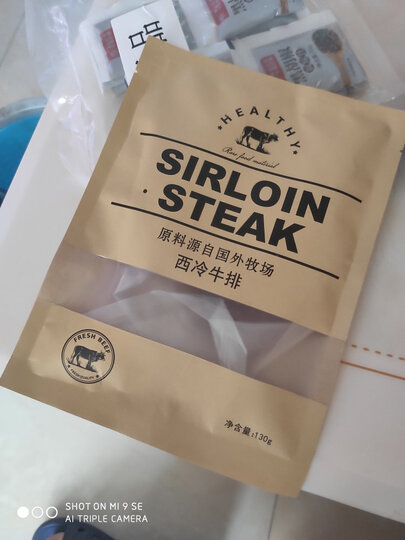 HEALTHY
Raw food material
SIRLOIN
· STEAK
原料源自国外牧场
西冷牛排
FRESH BEEF
净含量:130g
SHOT ON MI 9 SE
AI TRIPLE CAMERA